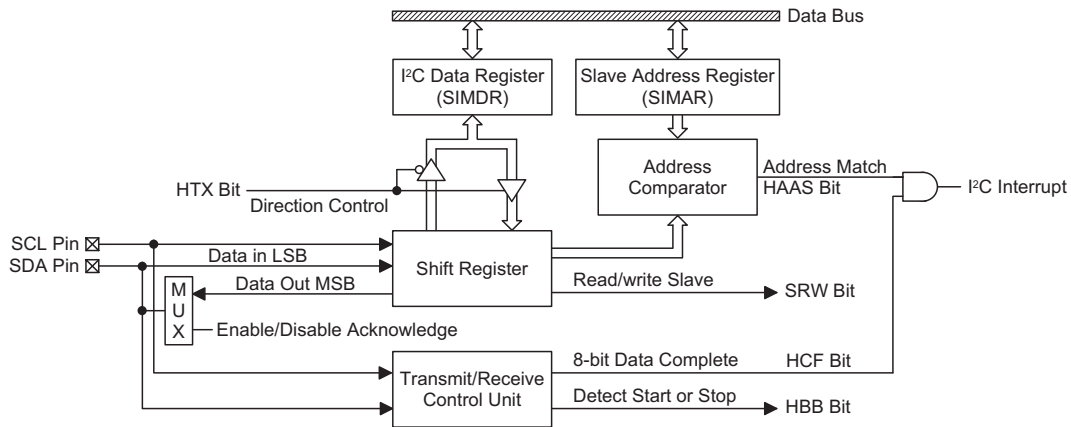 Data Bus
I²C Data Register
(SIMDR)
Slave Address Register
(SIMAR)
Address
Comparator
Address Match
HAAS Bit
I²C Interrupt
HTX Bit
Direction Control
SCL Pin
SDA Pin
Data in LSB
Shift Register
Data Out MSB
Read/write Slave
SRW Bit
M
U
X
Enable/Disable Acknowledge
Transmit/Receive
Control Unit
8-bit Data Complete
HCF Bit
Detect Start or Stop
HBB Bit